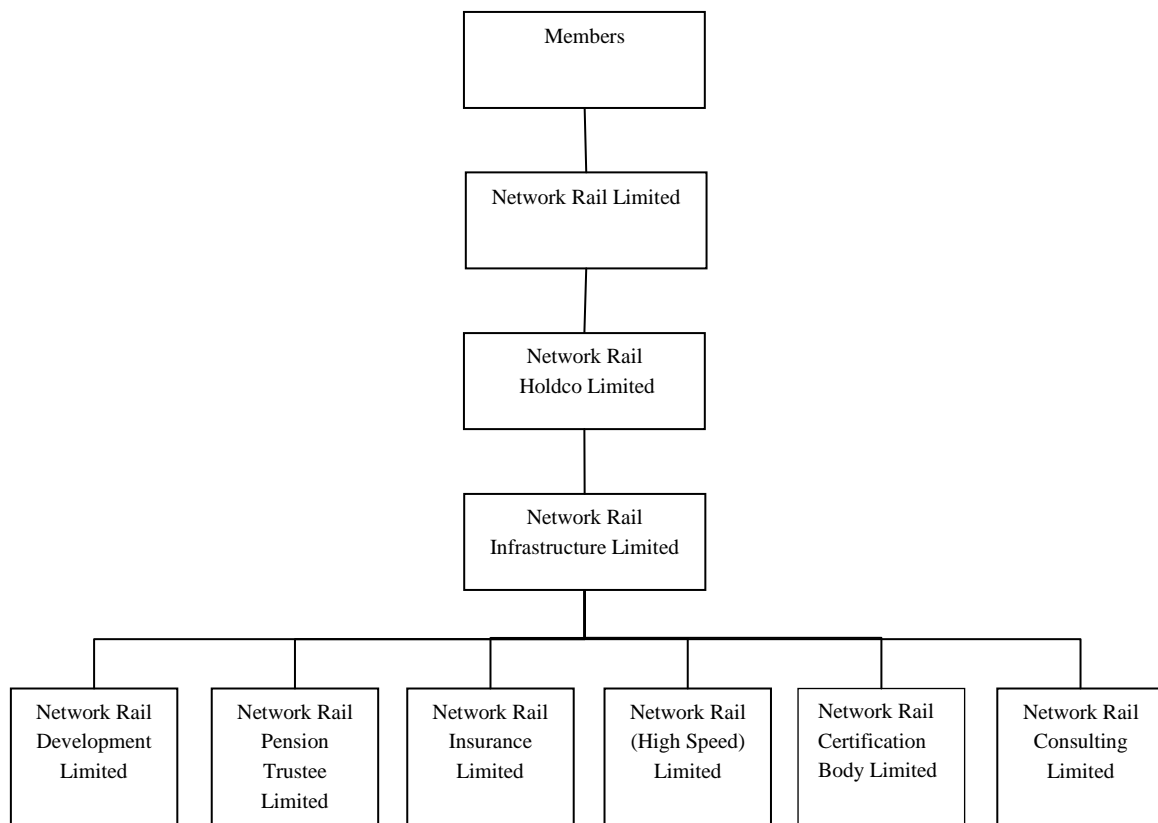 Members
Network Rail Limited
Network Rail
Holdco Limited
Network Rail
Infrastructure Limited
Network Rail
Development
Limited
Network Rail
Pension
Trustee
Limited
Network Rail
Insurance
Limited
Network Rail
(High Speed)
Limited
Network Rail
Certification
Body Limited
Network Rail
Consulting
Limited